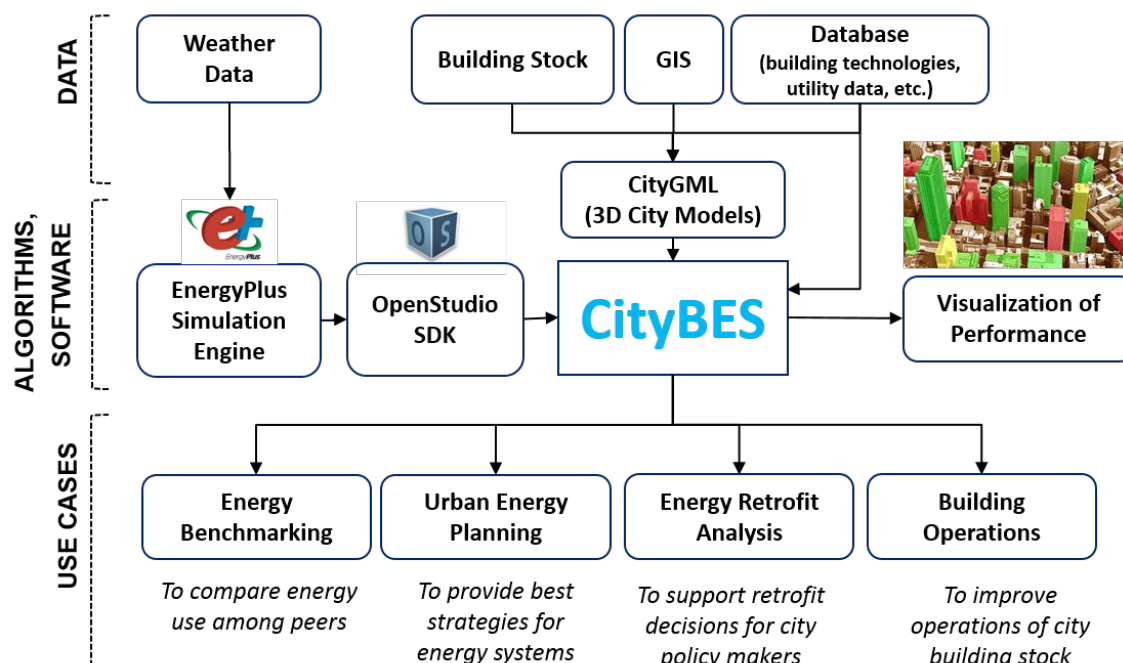 DATA
Weather
Data
Building Stock
GIS
Database
(building technologies,
utility data, etc.)
CityGML
(3D City Models)
ALGORITHMS,
SOFTWARE
e+
EnergyPlus
OS
EnergyPlus
Simulation
Engine
OpenStudio
SDK
CityBES
Visualization of
Performance
USE CASES
Energy
Benchmarking
Urban Energy
Planning
Energy Retrofit
Analysis
Building
Operations
To compare energy
use among peers
To provide best
strategies for
energy systems
To support retrofit
decisions for city
policy makers
To improve
operations of city
building stock